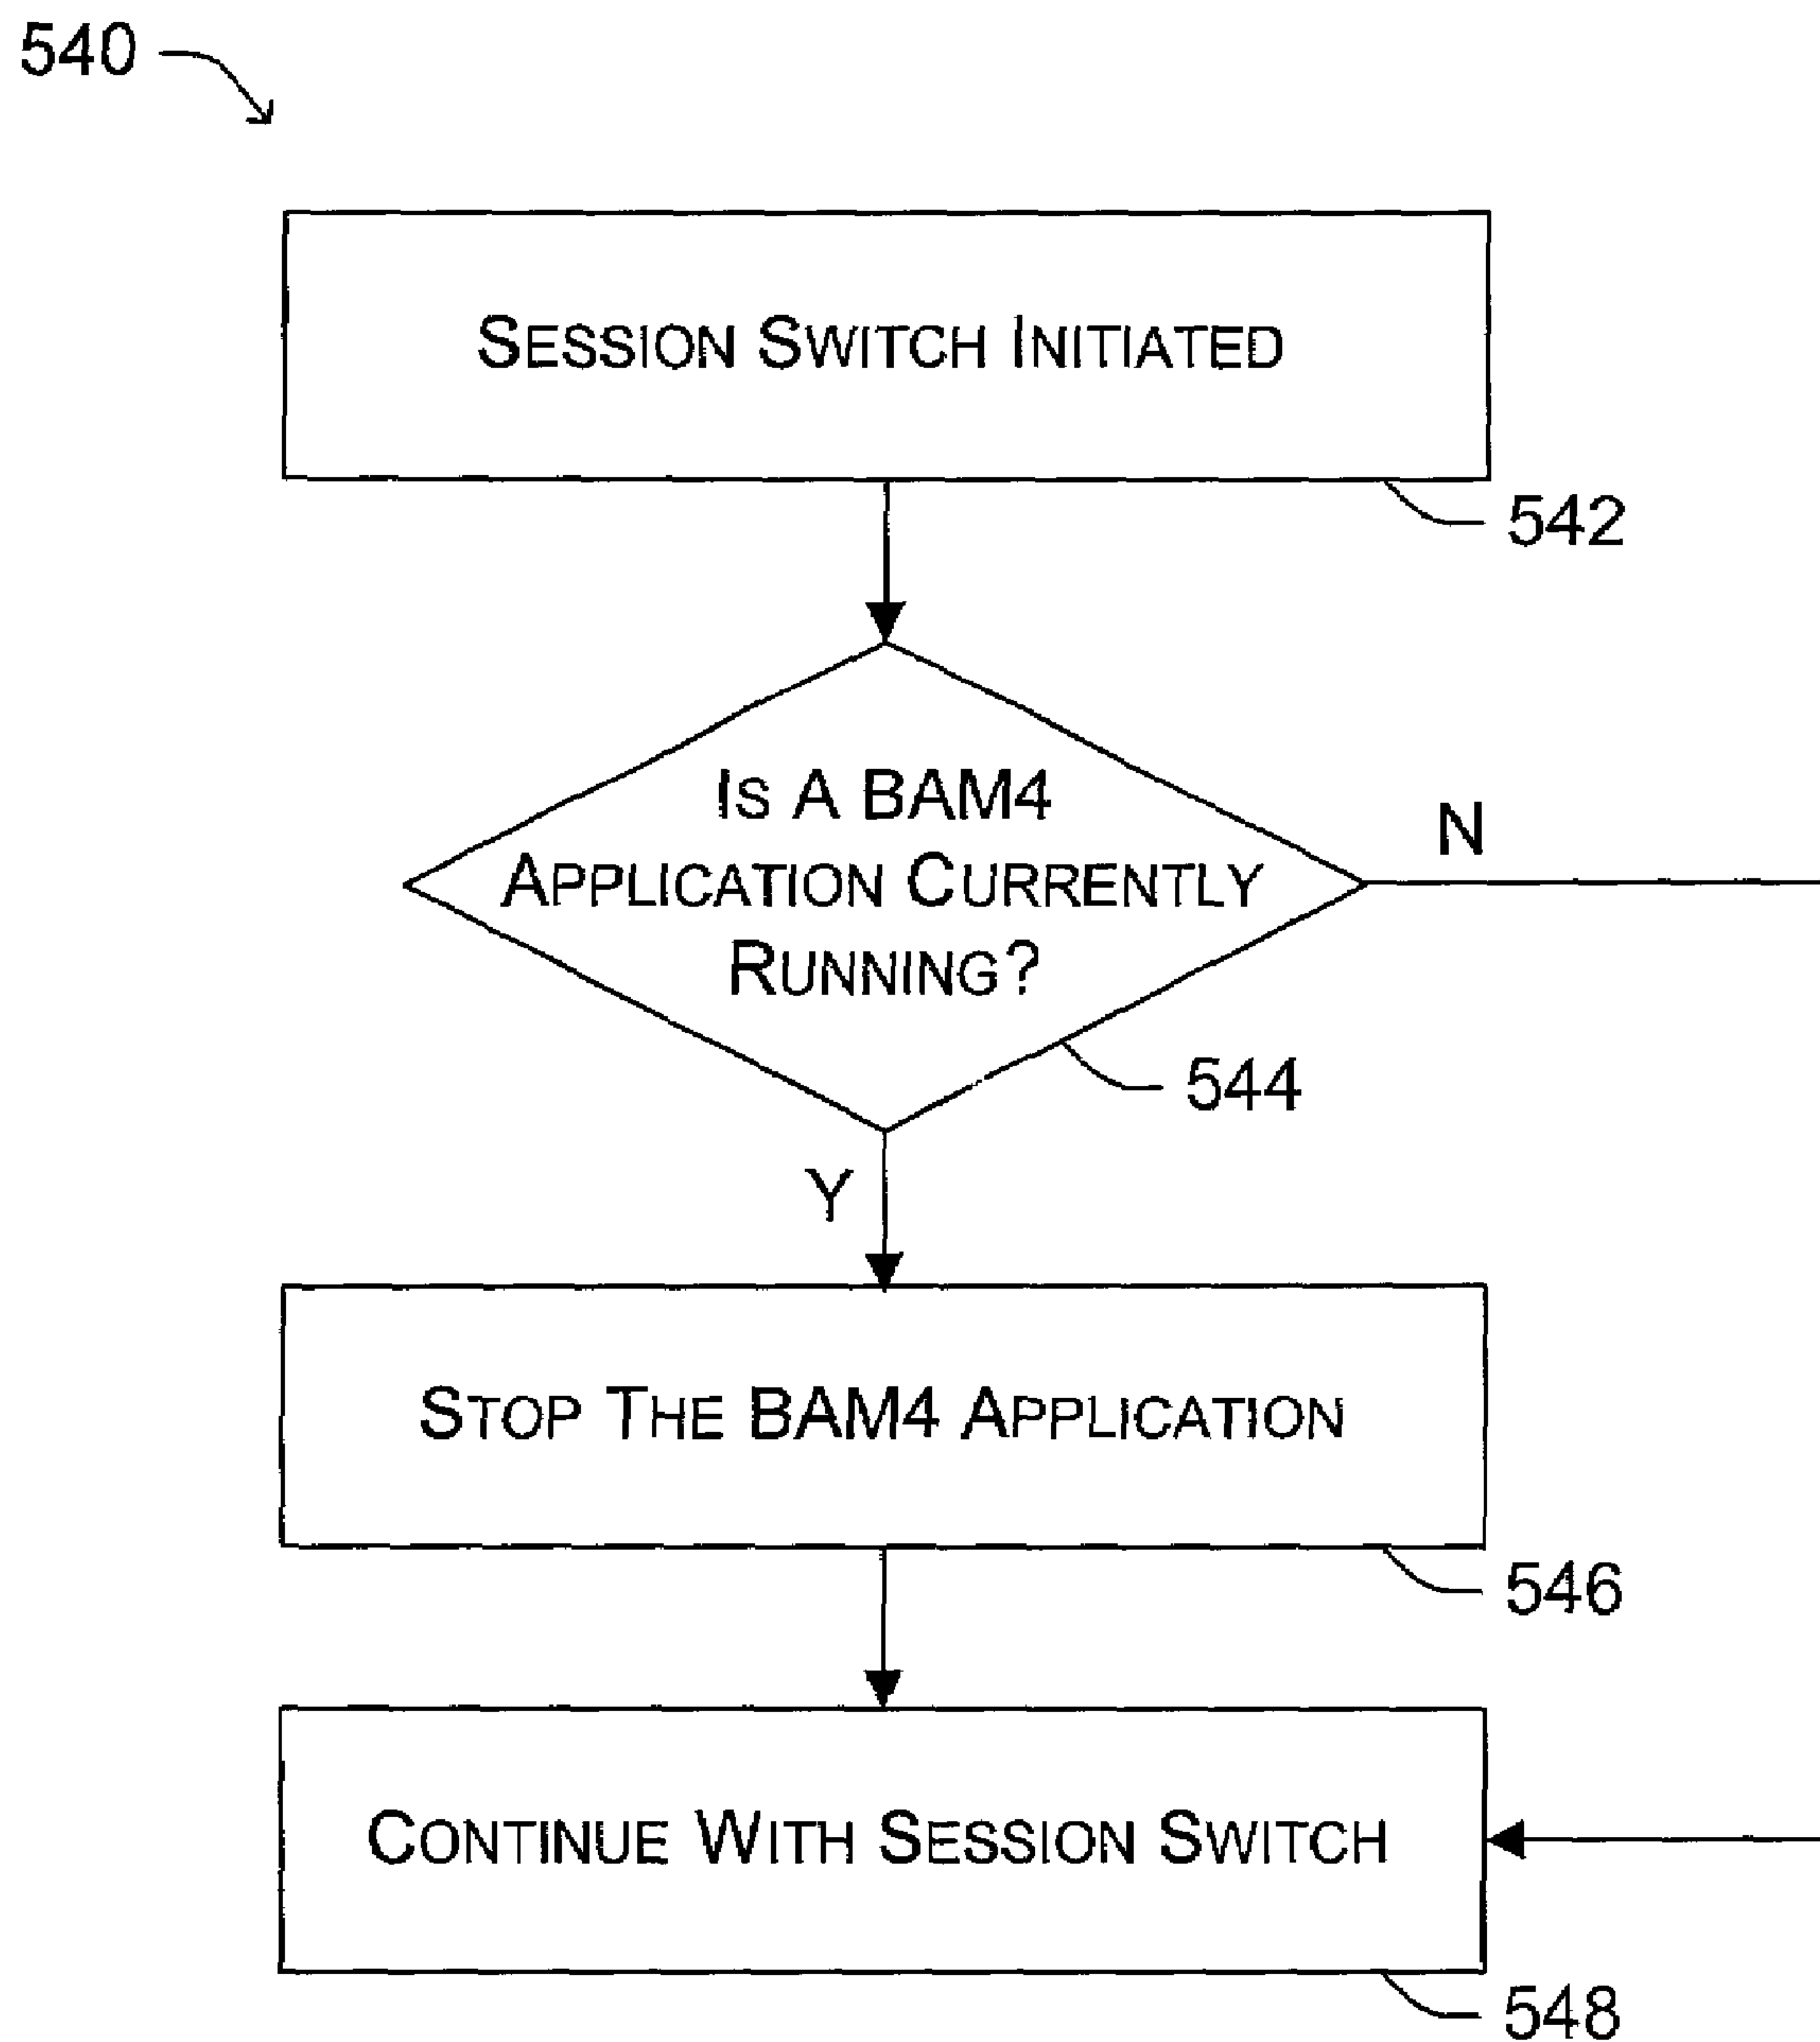 540
SESSION SWITCH INITIATED
542
IS A BAM4
APPLICATION CURRENTLY
RUNNING?
N
544
Y
STOP THE BAM4 APPLICATION
546
CONTINUE WITH SESSION SWITCH
548